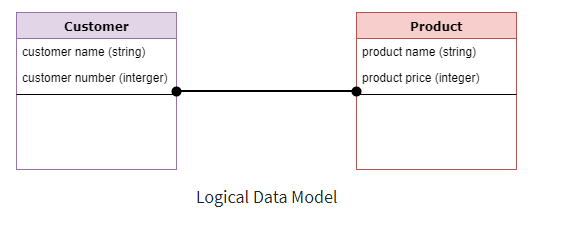 Customer
customer name (string)
customer number (interger)
Product
product name (string)
product price (integer)
Logical Data Model